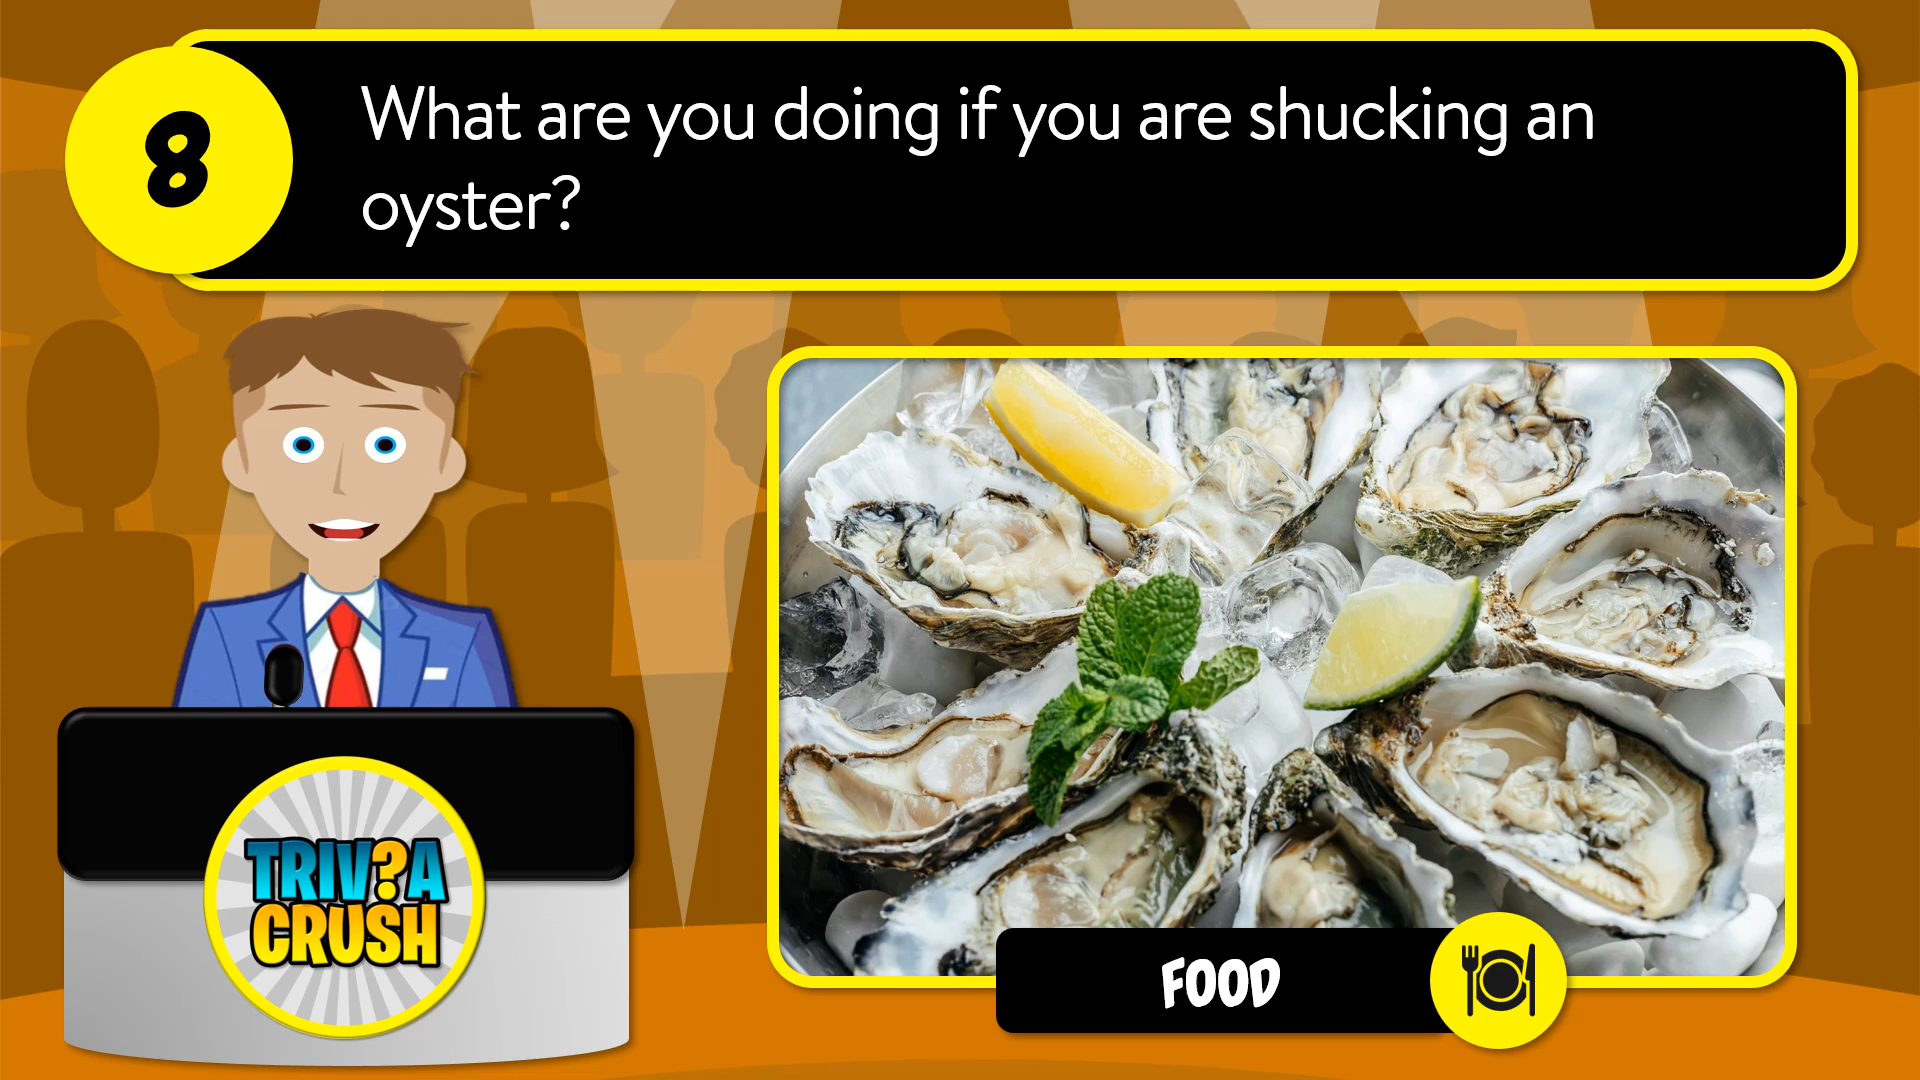 8
What are you doing if you are shucking an
oyster?
TRIV?A
CRUSH
FOOD